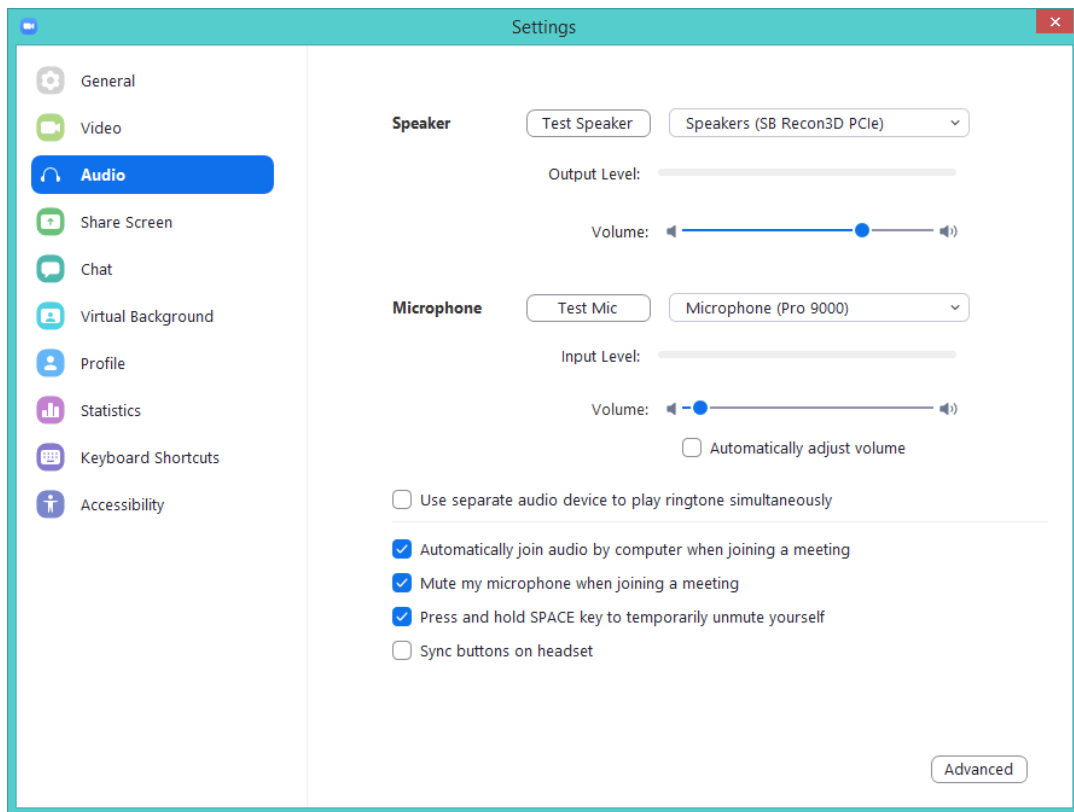 Settings
General
Video
Audio
Share Screen
Chat
Virtual Background
Profile
Statistics
Keyboard Shortcuts
Accessibility
Speaker Test Speaker Speakers (SB Recon3D PCIe)
Output Level:
Volume:
Microphone Test Mic Microphone (Pro 9000)
Input Level:
Volume:
Automatically adjust volume
Use separate audio device to play ringtone simultaneously
Automatically join audio by computer when joining a meeting
Mute my microphone when joining a meeting
Press and hold SPACE key to temporarily unmute yourself
Sync buttons on headset
Advanced